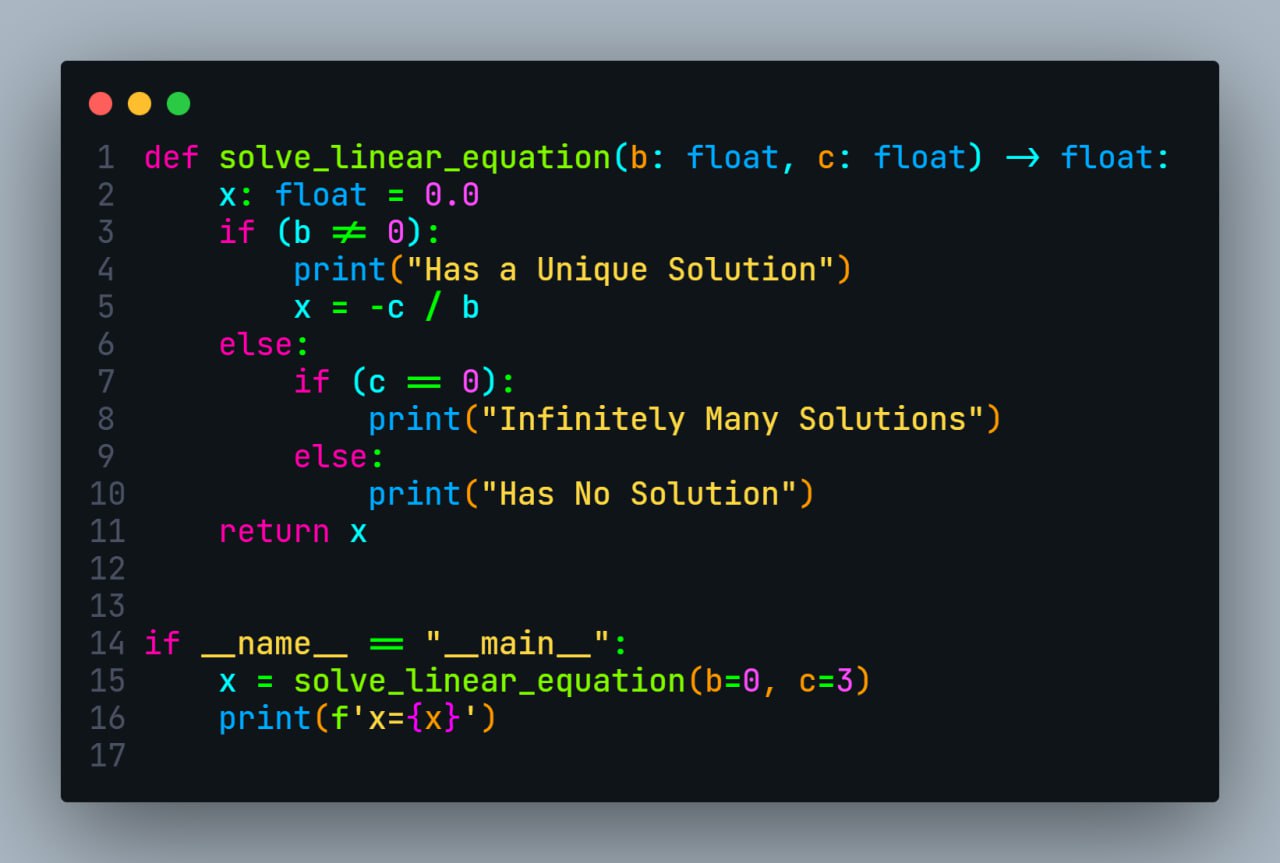 1 def solve_linear_equation(b: float, c: float) -> float:
2     x: float = 0.0
3     if (b != 0):
4         print("Has a Unique Solution")
5         x = -c / b
6     else:
7         if (c == 0):
8             print("Infinitely Many Solutions")
9         else:
10             print("Has No Solution")
11     return x
12
13
14 if __name__ == "__main__":
15     x = solve_linear_equation(b=0, c=3)
16     print(f'x={x}')
17